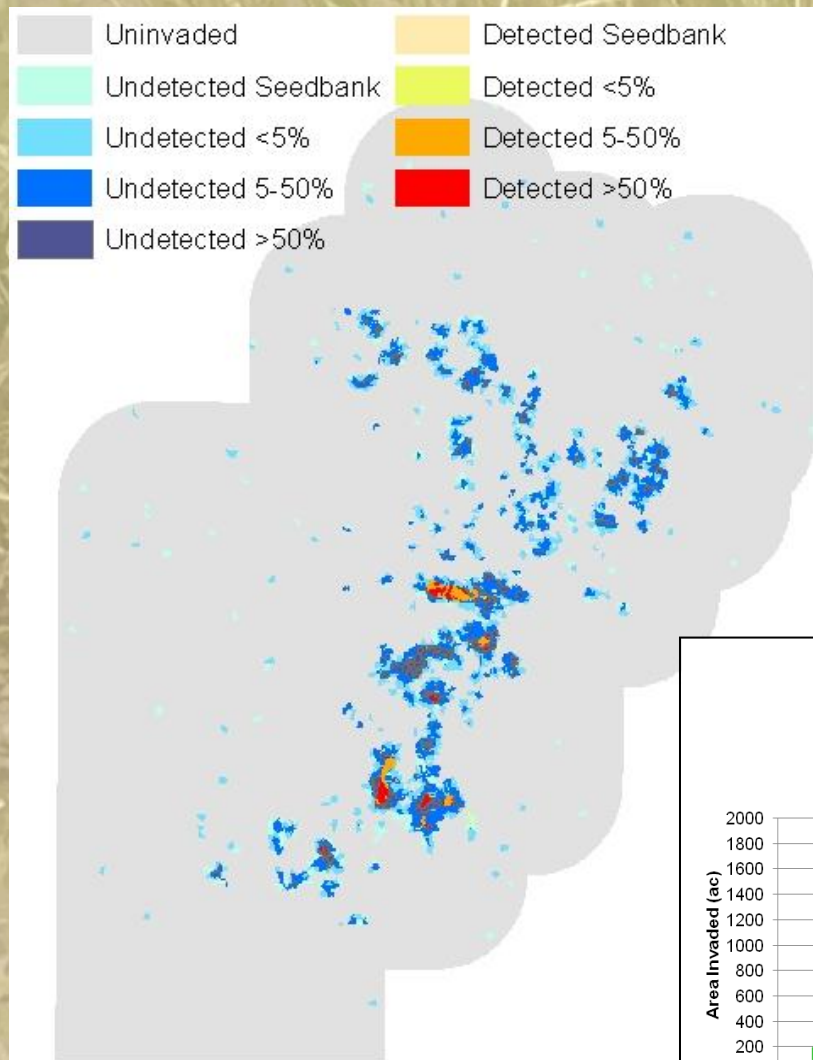 Uninvaded
Undetected Seedbank
Undetected <5%
Undetected 5-50%
Undetected >50%
Detected Seedbank
Detected <5%
Detected 5-50%
Detected >50%
Area Invaded (ac)
2000
1800
1600
1400
1200
1000
800
600
400
200